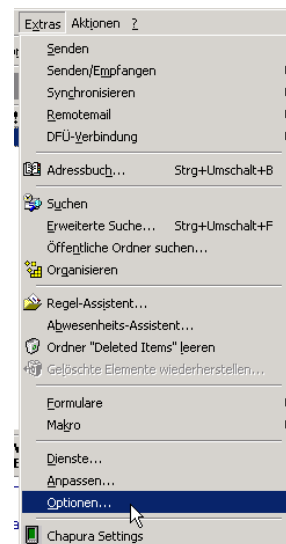 Extras Aktionen ?
Senden
Senden/Empfangen
Synchronisieren
Remotemail
DFÜ-Verbindung
Adressbuch... Strg+Umschalt+B
Suchen
Erweiterte Suche... Strg+Umschalt+F
Öffentliche Ordner suchen...
Organisieren
Regel-Assistent...
Abwesenheits-Assistent...
Ordner "Deleted Items" leeren
Gelöschte Elemente wiederherstellen...
Formulare
Makro
Dienste...
Anpassen...
Optionen...
Chapura Settings